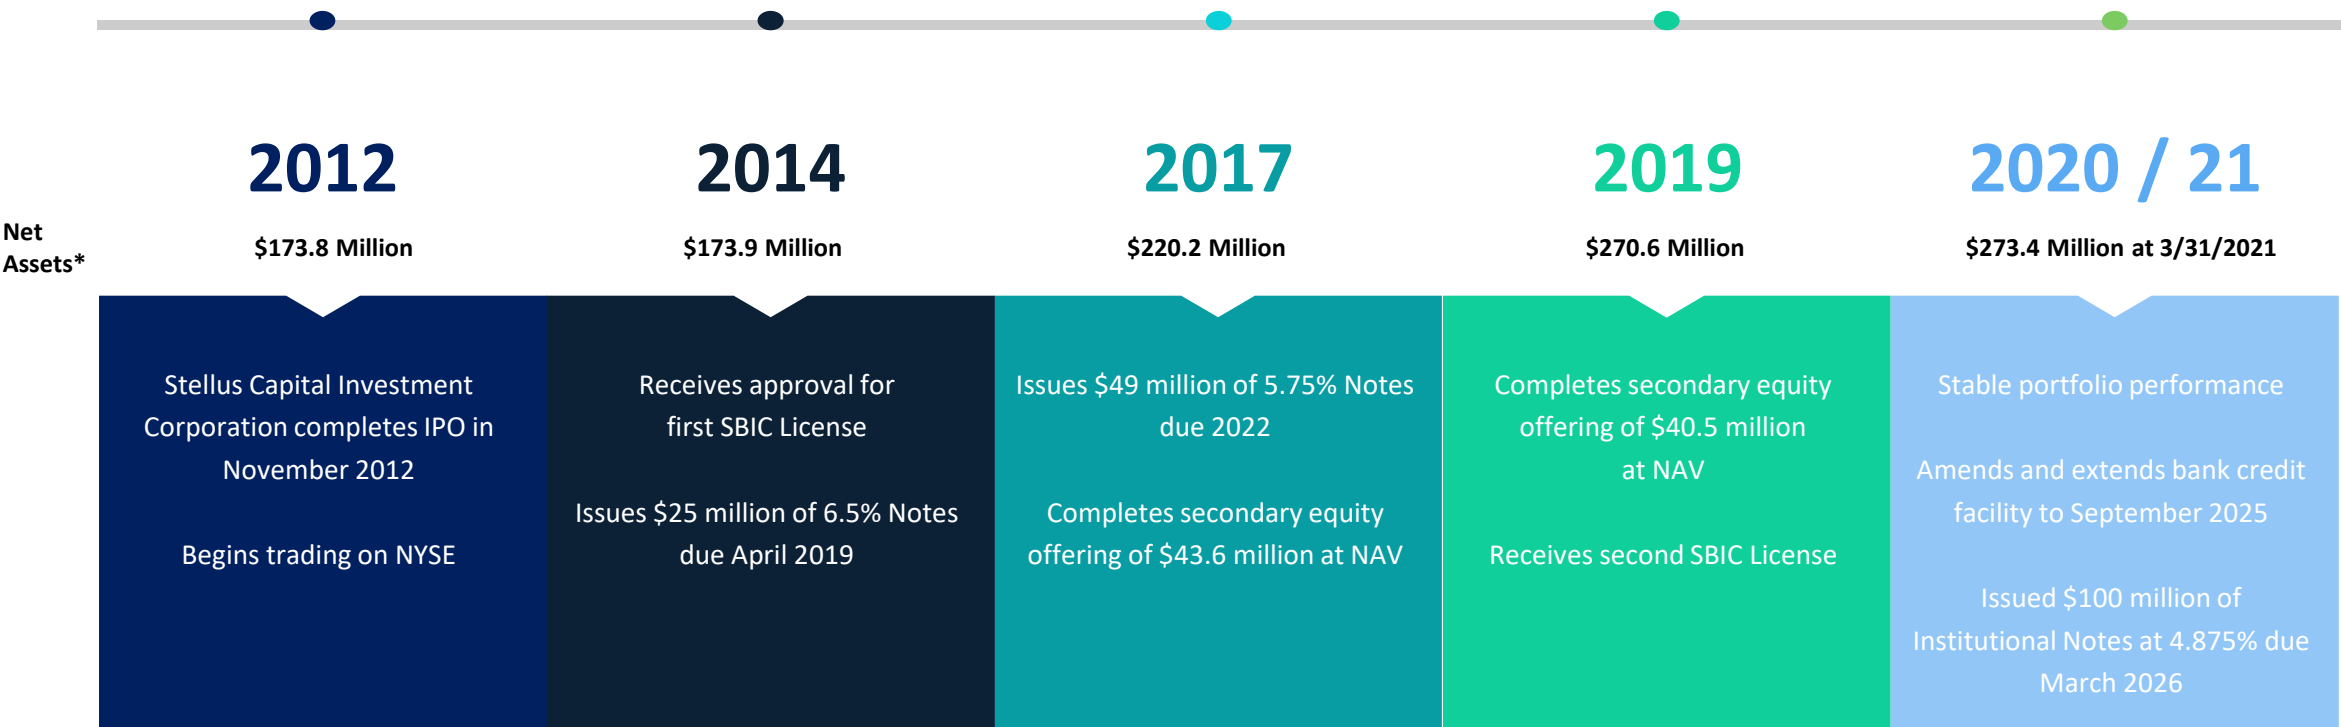 2012
2014
2017
2019
2020 / 21
Net
Assets*
$173.8 Million
$173.9 Million
$220.2 Million
$270.6 Million
$273.4 Million at 3/31/2021
Stellus Capital Investment
Corporation completes IPO in
November 2012
Begins trading on NYSE
Receives approval for
first SBIC License
Issues $25 million of 6.5% Notes
due April 2019
Issues $49 million of 5.75% Notes
due 2022
Completes secondary equity
offering of $43.6 million at NAV
Completes secondary equity
offering of $40.5 million
at NAV
Receives second SBIC License
Stable portfolio performance
Amends and extends bank credit
facility to September 2025
Issued $100 million of
Institutional Notes at 4.875% due
March 2026